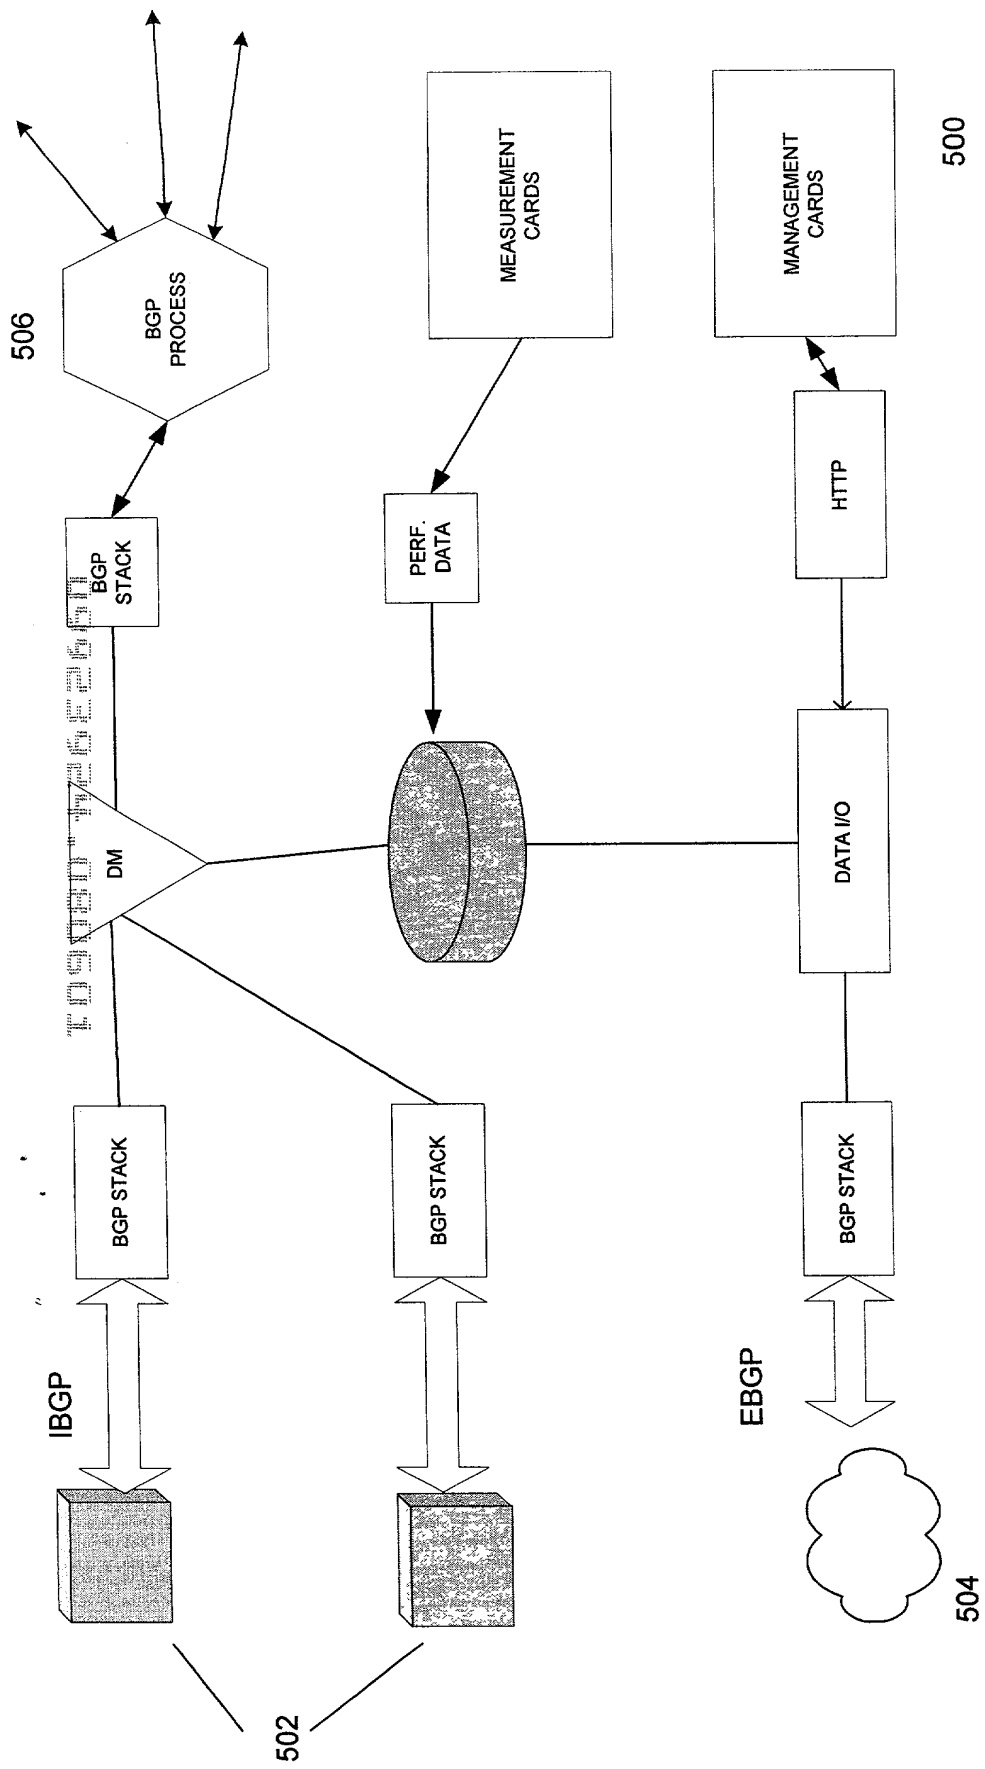 IBGP
506
BGP STACK
DM
BGP
STACK
BGP
PROCESS
502
BGP STACK
PERF.
DATA
MEASUREMENT
CARDS
EBGP
BGP STACK
DATA I/O
HTTP
MANAGEMENT
CARDS
504
500